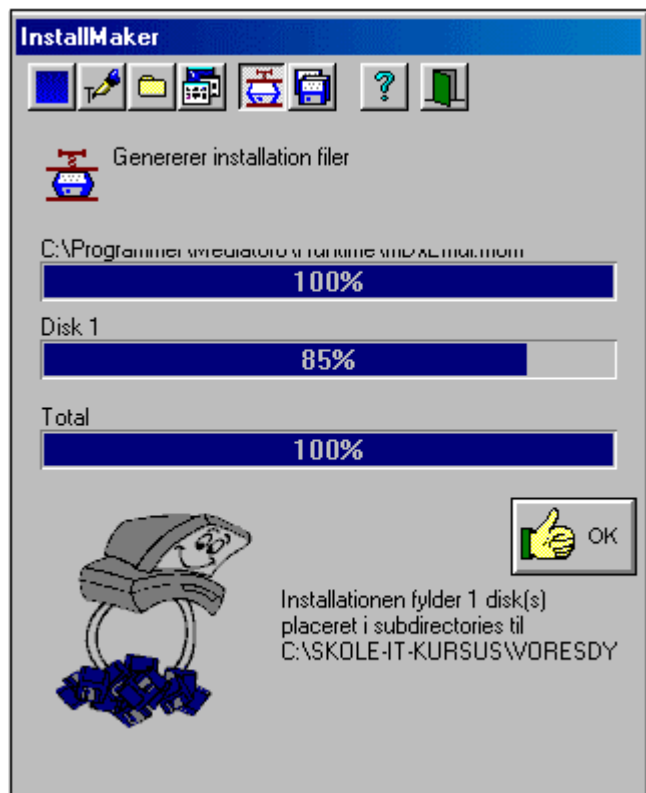 InstallMaker
Genererer installation filer
100%
Disk 1
85%
Total
100%
OK
Installationen fylder 1 disk(s)
placeret i subdirectories til
C:\SKOLE-IT-KURSUS\VORESDY